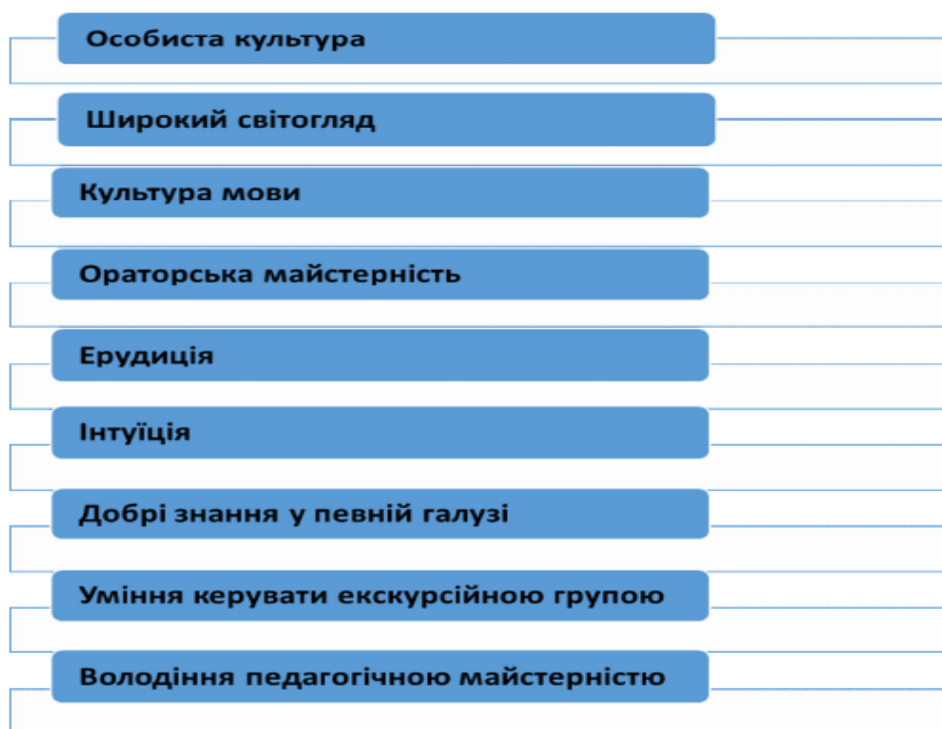 Особиста культура
Широкий світогляд
Культура мови
Ораторська майстерність
Ерудиція
Інтуїція
Добрі знання у певній галузі
Уміння керувати екскурсійною групою
Володіння педагогічною майстерністю